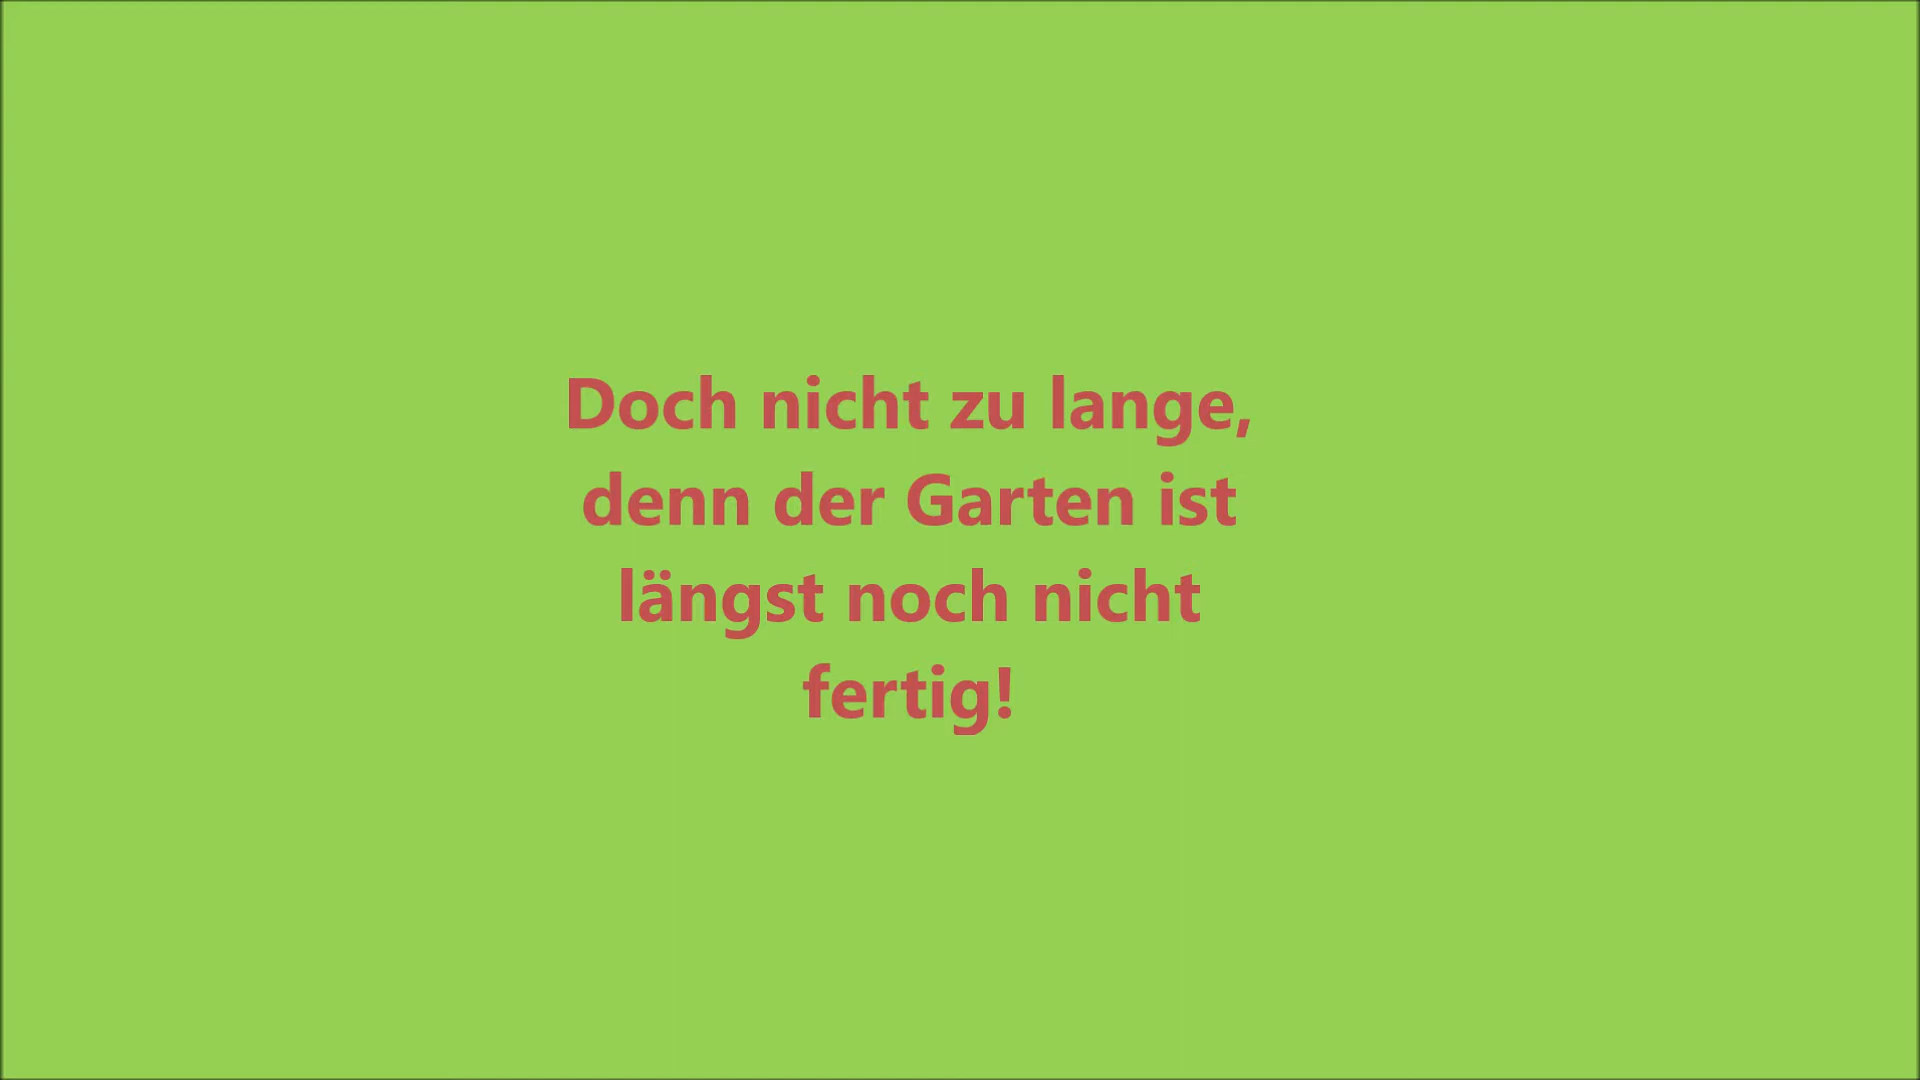 Doch nicht zu lange,
denn der Garten ist
längst noch nicht
fertig!